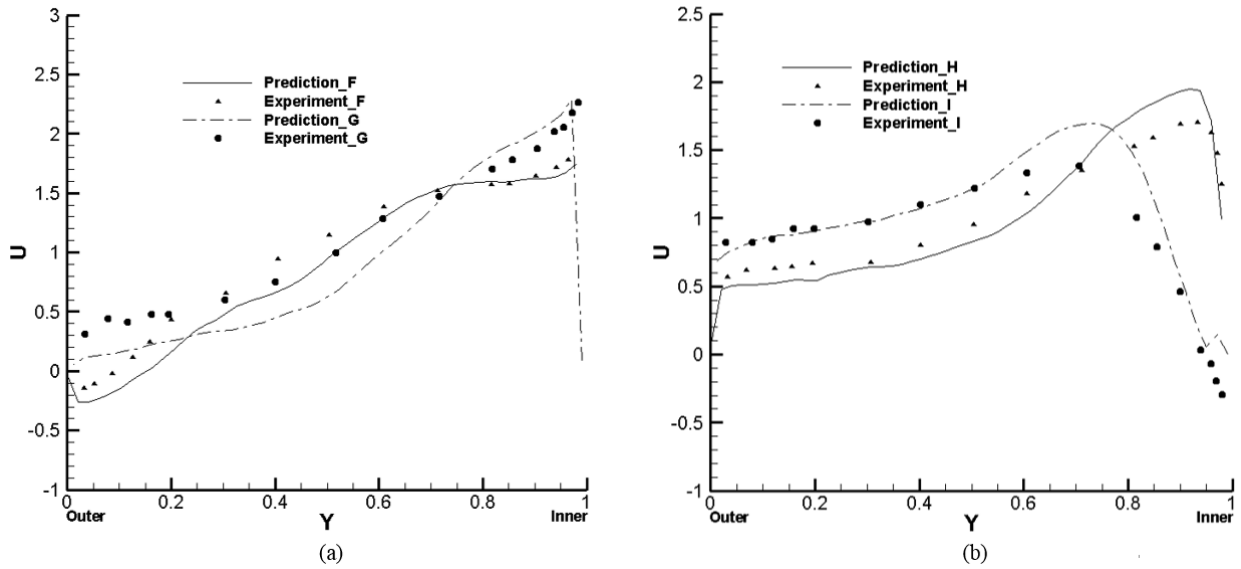 3
2.5
2
1.5
1
0.5
0
-0.5
-1
U
Prediction_F
Experiment_F
Prediction_G
Experiment_G
0
0.2
0.4
0.6
0.8
1
Outer
Y
Inner
(a)
2.5
2
1.5
1
0.5
0
-0.5
-1
U
Prediction_H
Experiment_H
Prediction_I
Experiment_I
0
0.2
0.4
0.6
0.8
1
Outer
Y
Inner
(b)